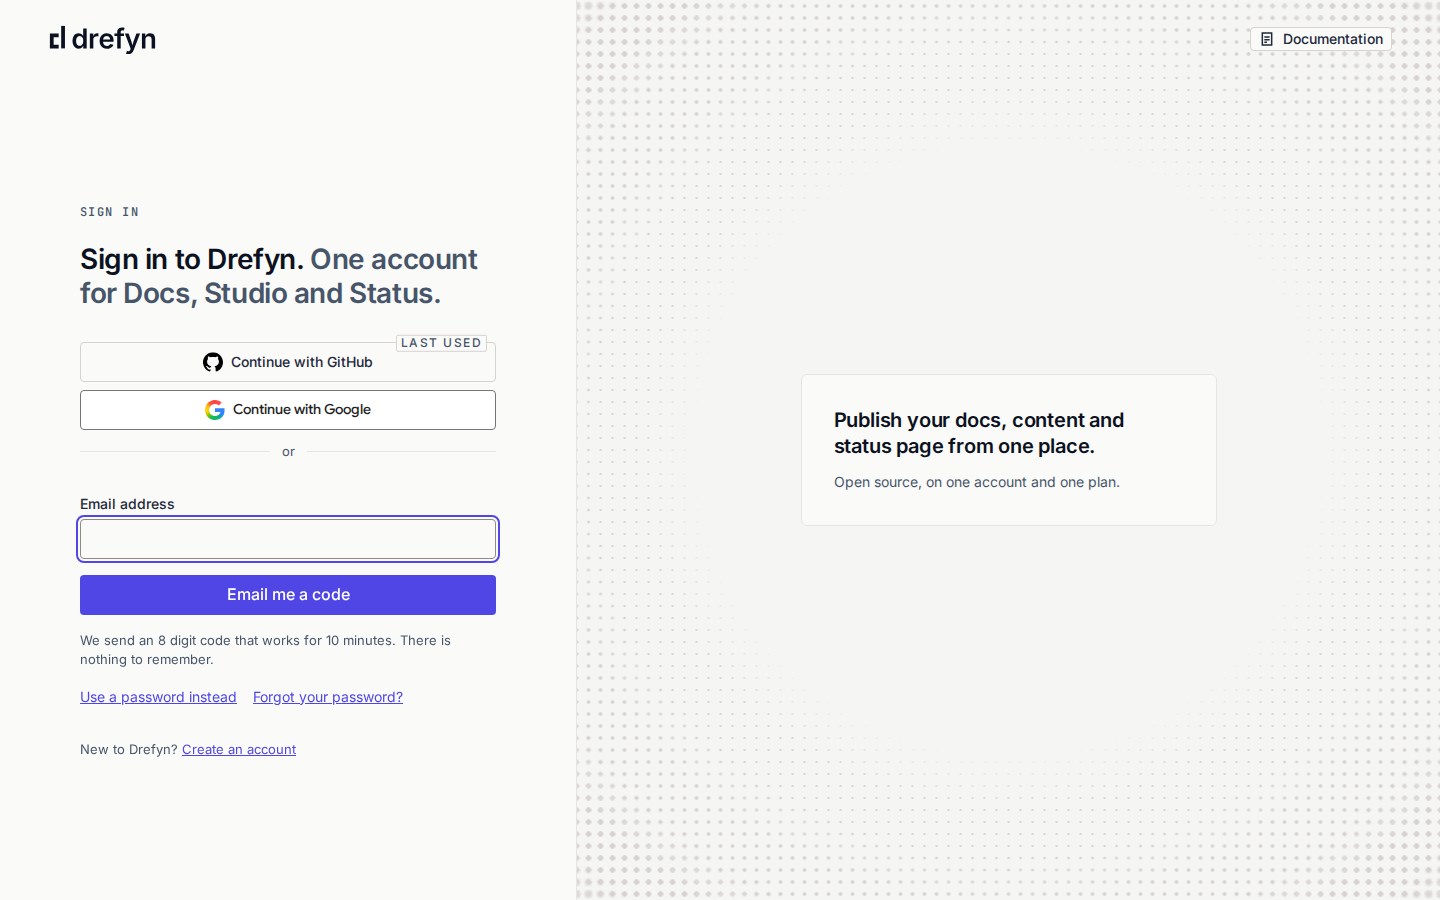 drefyn
Documentation
SIGN IN
Sign in to Drefyn. One account
for Docs, Studio and Status.
LAST USED
Continue with GitHub
Continue with Google
or
Email address
Email me a code
We send an 8 digit code that works for 10 minutes. There is
nothing to remember.
Use a password instead Forgot your password?
New to Drefyn? Create an account
Publish your docs, content and
status page from one place.
Open source, on one account and one plan.